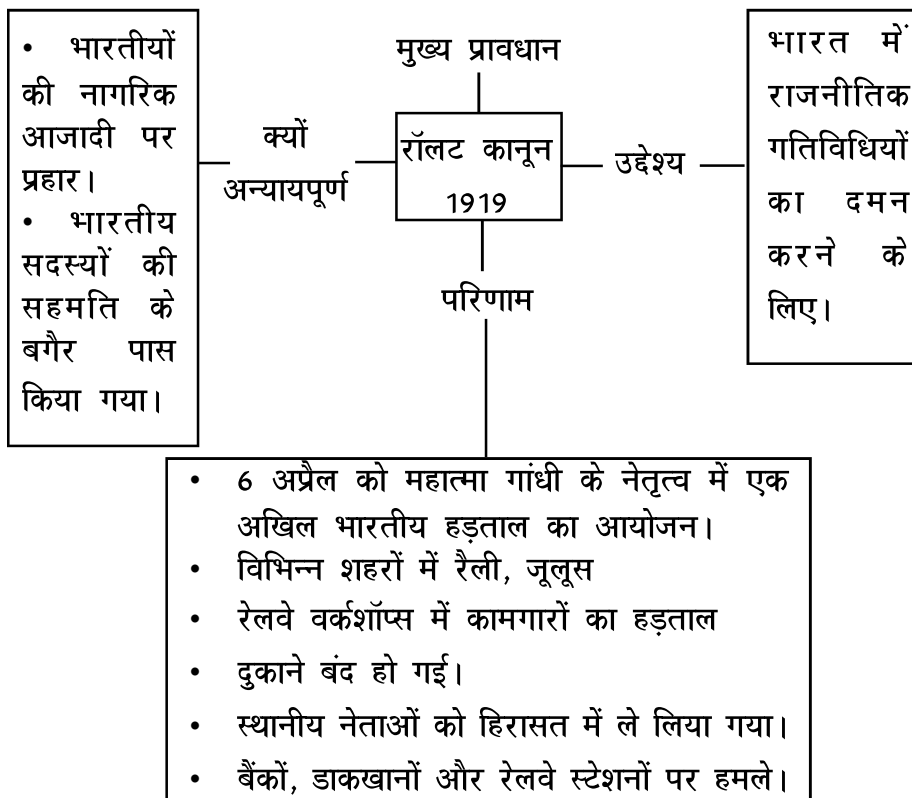 • भारतीयों
की नागरिक
आजादी पर
प्रहार।
• भारतीय
सदस्यों की
सहमति के
बगैर पास
किया गया।
क्यों
अन्यायपूर्ण
मुख्य प्रावधान
रॉलट कानून
1919
उद्देश्य
भारत में
राजनीतिक
गतिविधियों
का दमन
करने के
लिए।
परिणाम
• 6 अप्रैल को महात्मा गांधी के नेतृत्व में एक
अखिल भारतीय हड़ताल का आयोजन।
• विभिन्न शहरों में रैली, जूलूस
• रेलवे वर्कशॉप्स में कामगारों का हड़ताल
• दुकाने बंद हो गई।
• स्थानीय नेताओं को हिरासत में ले लिया गया।
• बैंकों, डाकखानों और रेलवे स्टेशनों पर हमले।